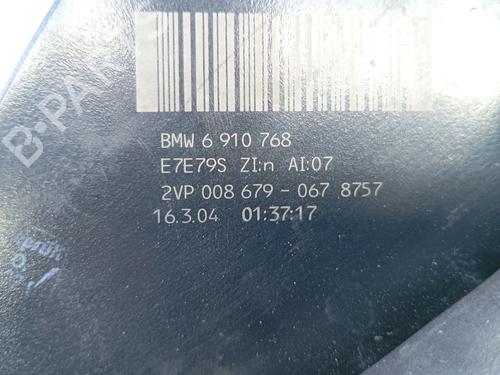 B-PARTS
BMW 6 910 768
E7E79S ZI:n AI:07
2VP 008 679 - 067 8757
16.3.04 01:37:17